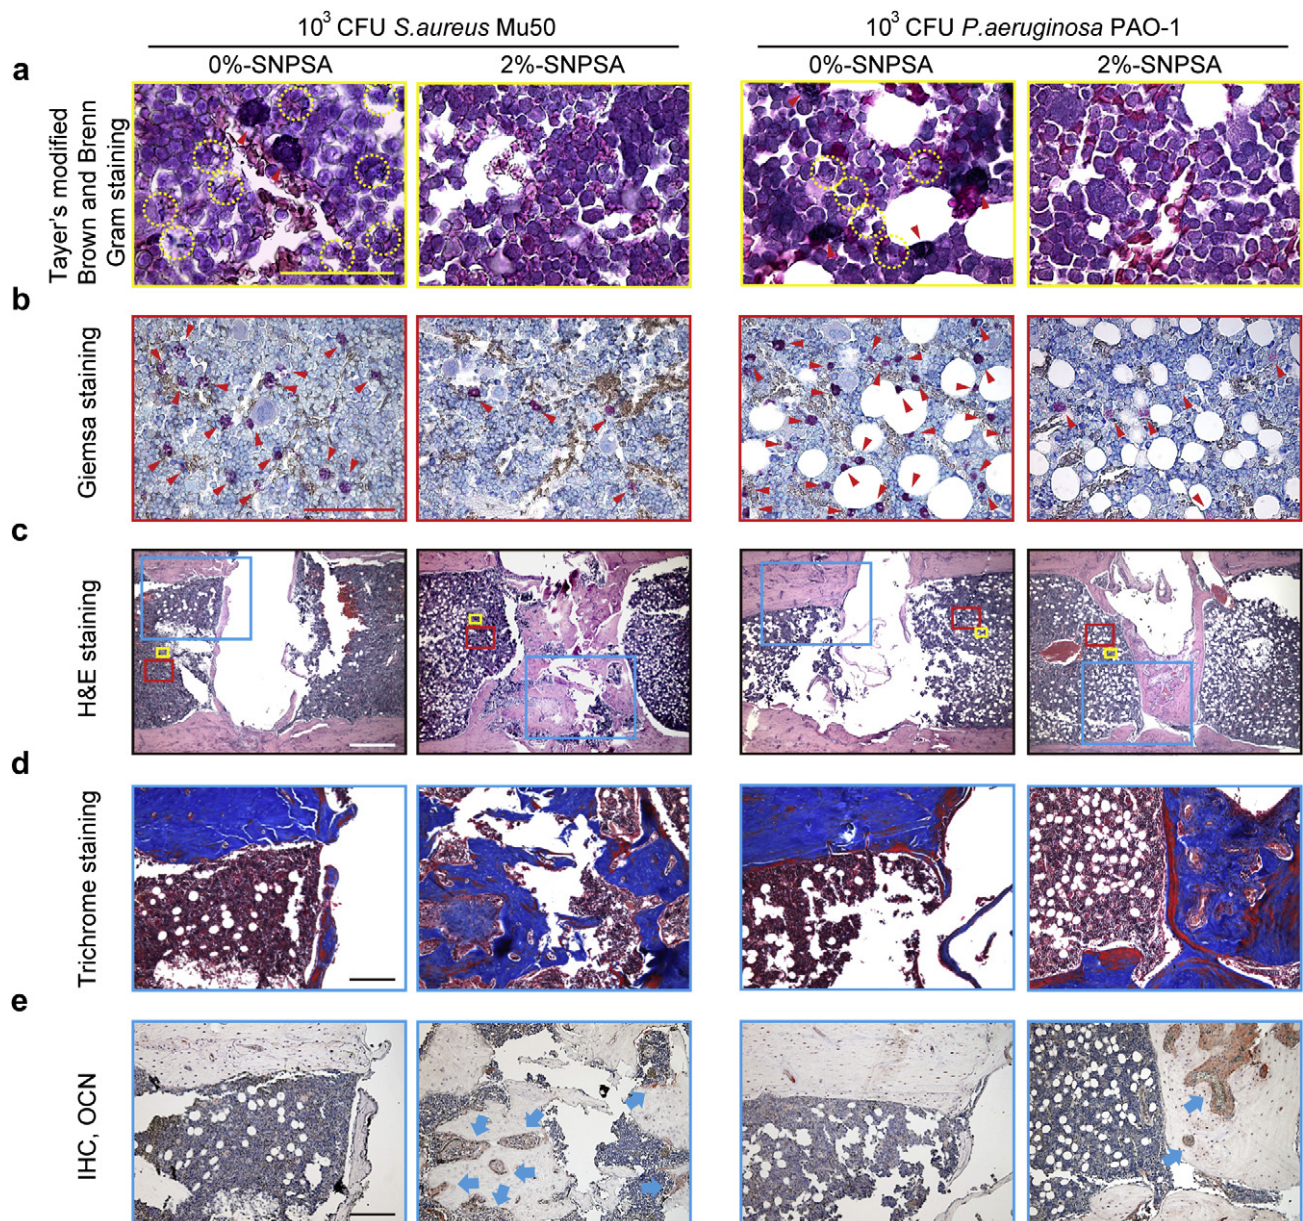 10³ CFU S.aureus Mu50
10³ CFU P.aeruginosa PAO-1
0%-SNPSA
2%-SNPSA
0%-SNPSA
2%-SNPSA
a
Tayer's modified
Brown and Brenn
Gram staining
b
Giemsa staining
c
H&E staining
d
Trichrome staining
e
IHC, OCN